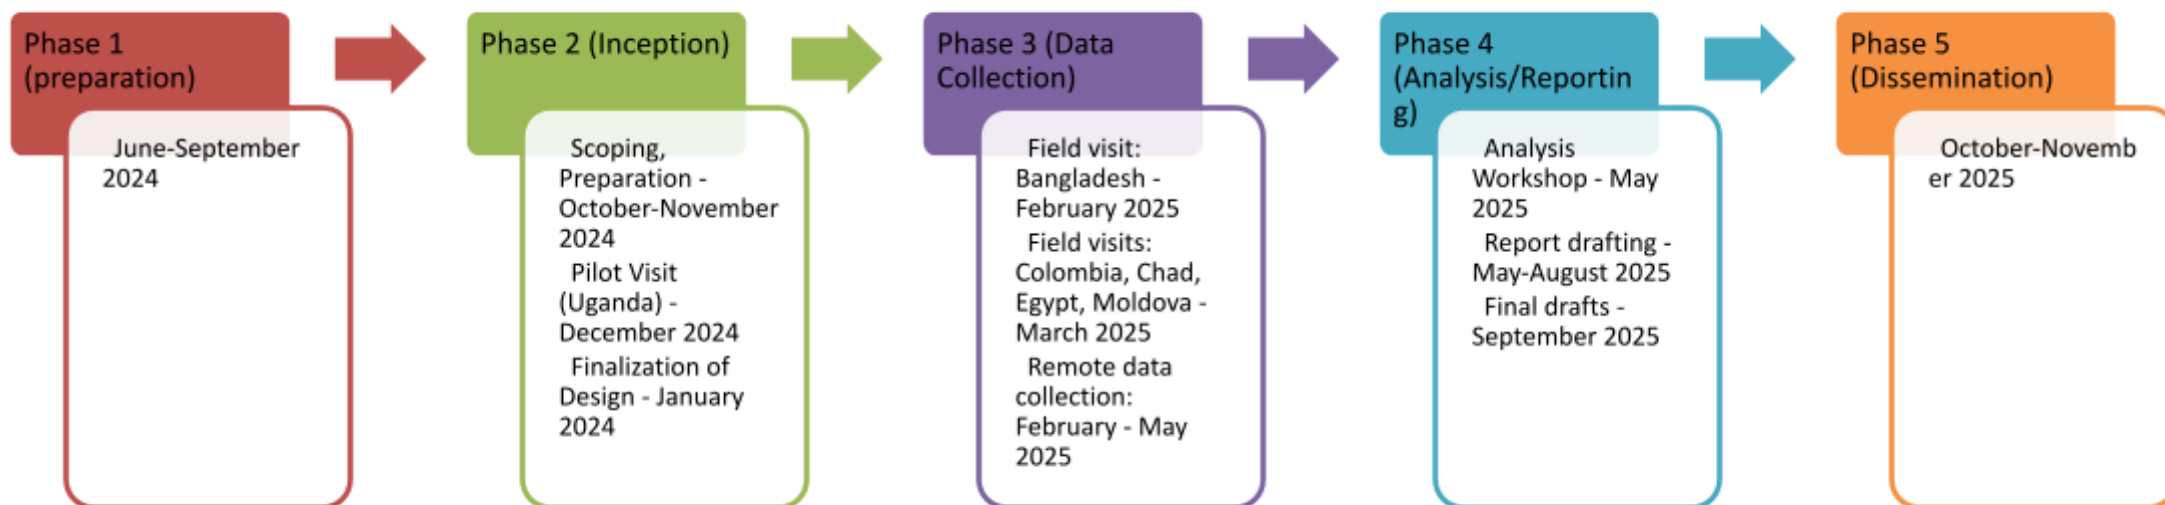 Phase 1
(preparation)
June-September
2024
Phase 2 (Inception)
Scoping,
Preparation -
October-November
2024
Pilot Visit
(Uganda) -
December 2024
Finalization of
Design - January
2024
Phase 3 (Data
Collection)
Field visit:
Bangladesh -
February 2025
Field visits:
Colombia, Chad,
Egypt, Moldova -
March 2025
Remote data
collection:
February - May
2025
Phase 4
(Analysis/Reportin
g)
Analysis
Workshop - May
2025
Report drafting -
May-August 2025
Final drafts -
September 2025
Phase 5
(Dissemination)
October-Novemb
er 2025